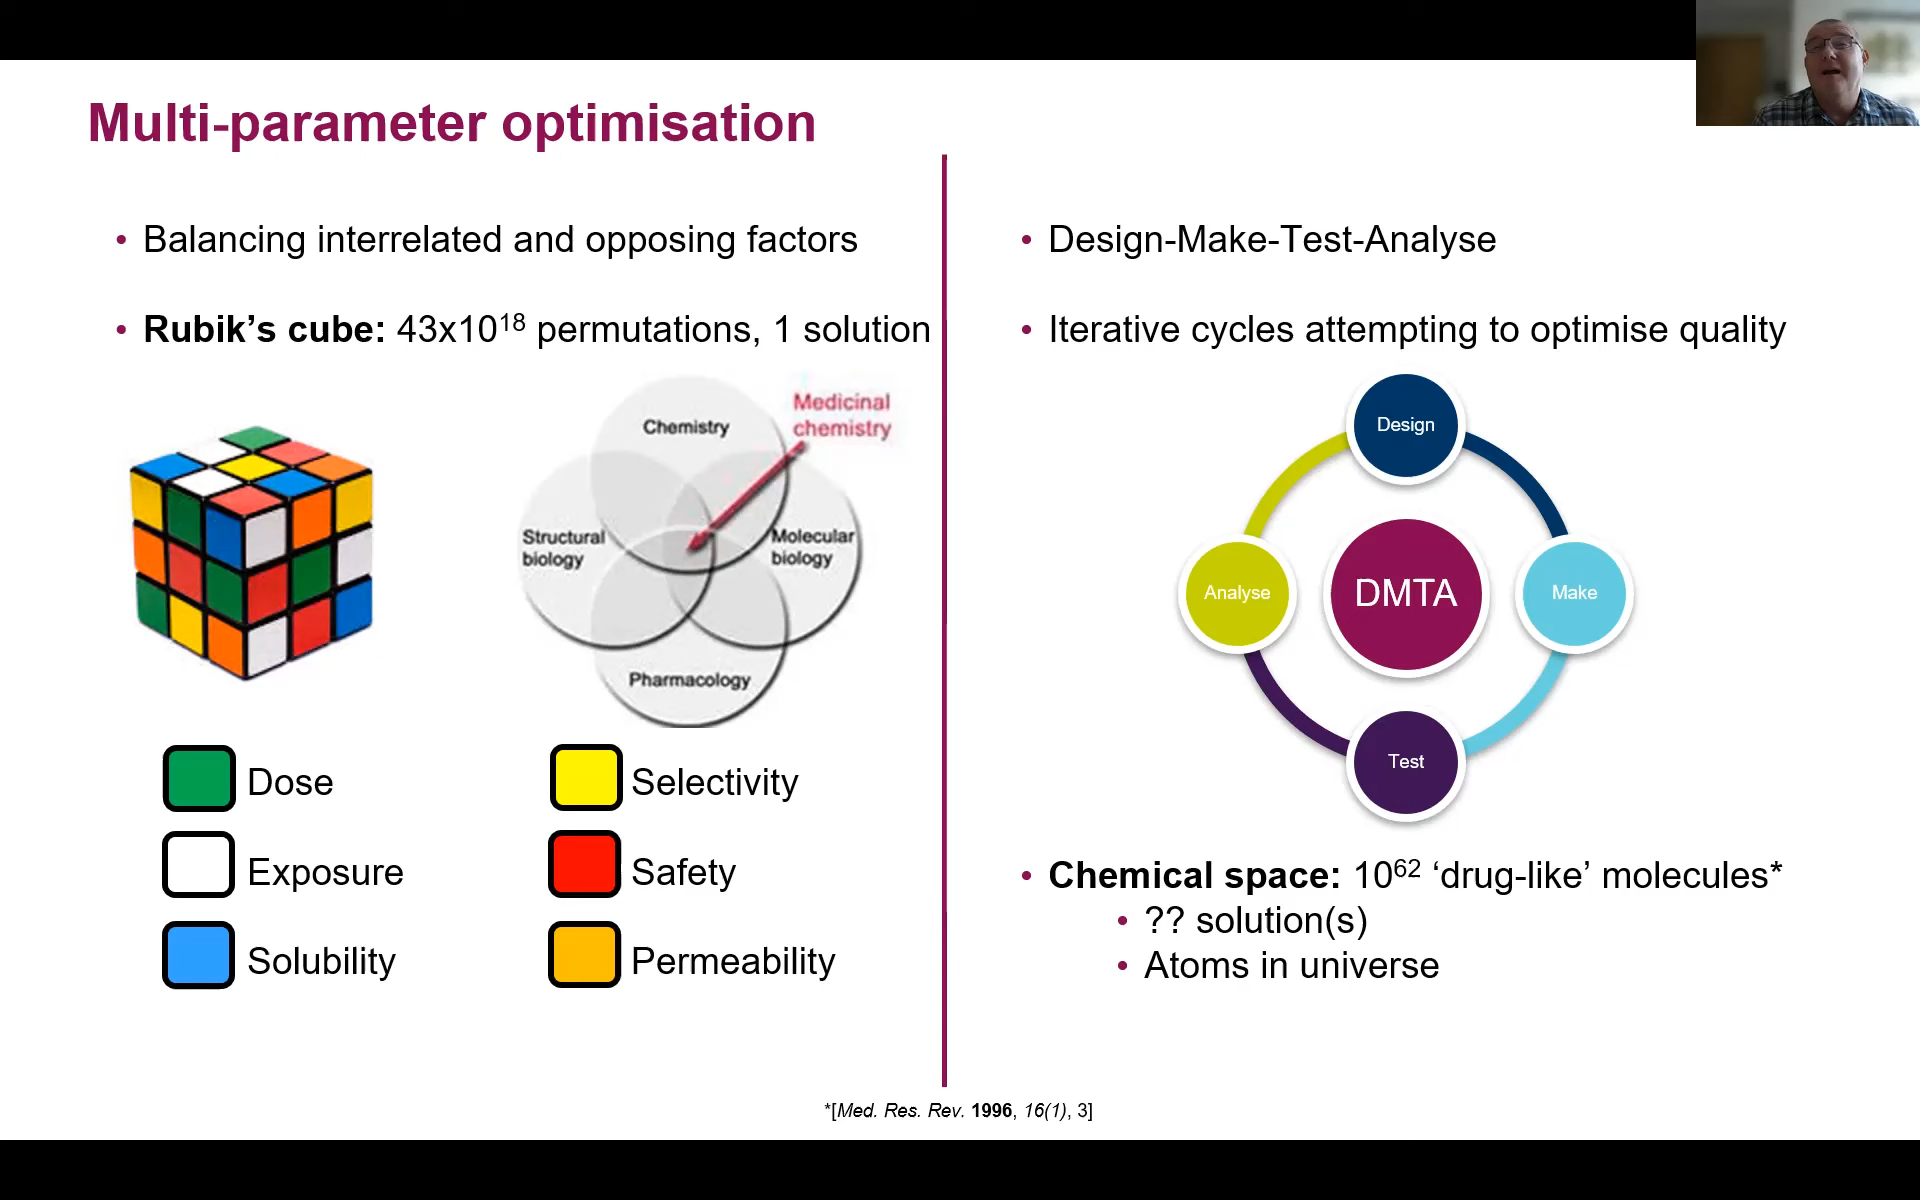 Multi-parameter optimisation
• Balancing interrelated and opposing factors
• Rubik’s cube: 43x10¹⁸ permutations, 1 solution
Chemistry
Medicinal
chemistry
Structural
biology
Molecular
biology
Pharmacology
Dose
Selectivity
Exposure
Safety
Solubility
Permeability
• Design-Make-Test-Analyse
• Iterative cycles attempting to optimise quality
Design
Analyse
DMTA
Make
Test
• Chemical space: 10⁶² ‘drug-like’ molecules*
• ?? solution(s)
• Atoms in universe
*[Med. Res. Rev. 1996, 16(1), 3]